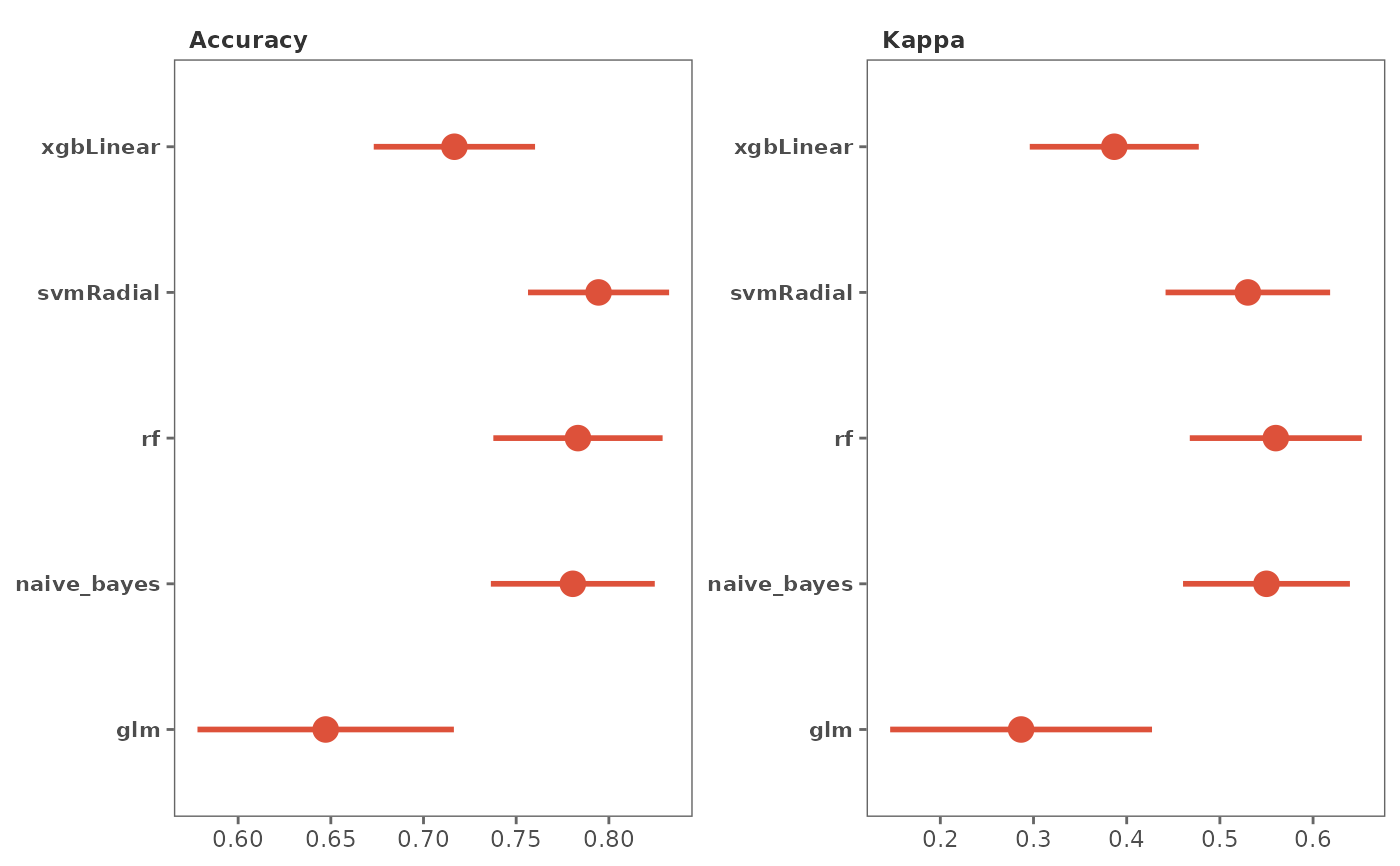 Accuracy
xgbLinear
svmRadial
rf
naive_bayes
glm
0.60 0.65 0.70 0.75 0.80
Kappa
xgbLinear
svmRadial
rf
naive_bayes
glm
0.2 0.3 0.4 0.5 0.6